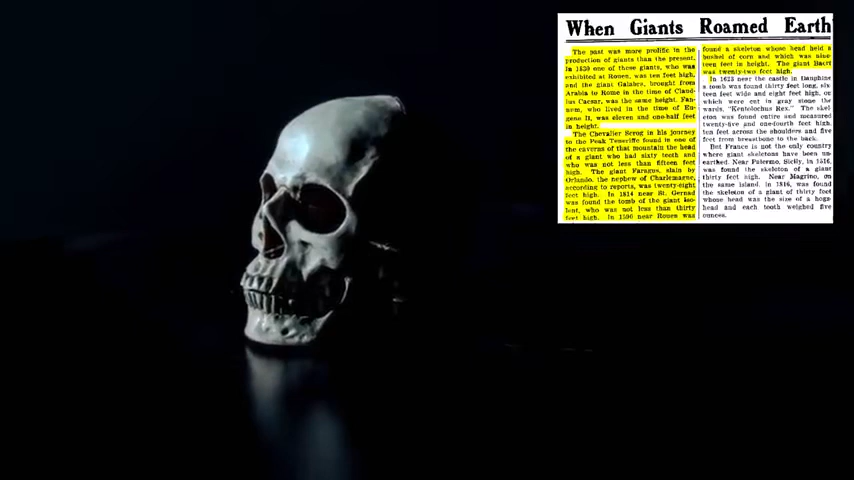 When Giants Roamed Earth
The past was more prolific in the
production of giants than the present.
In 1830 one of these giants, who was
exhibited at Rouen, was ten feet high,
and the giant Galabra, brought from
Arabia to Rome in the time of Claud-
ius Caesar, was the same height. Fan-
num, who lived in the time of Eu-
gene II, was eleven and one-half feet
in height.
The Chevalier Scrog in his journey
to the Peak Teneriffe found in one of
the caverns of that mountain the head
of a giant who had sixty teeth and
who was not less than fifteen feet
high. The giant Faragus, slain by
Orlando, the nephew of Charlemagne,
according to reports, was twenty-eight
feet high. In 1814 near St. Gernad
was found the tomb of the giant Iso-
lent, who was not less than thirty
feet high. In 1596 near Rouen was
found a skeleton whose head held a
bushel of corn and which was nine-
teen feet in height. The giant Bacrt
was twenty-two feet high.
In 1623 near the castle in Dauphine
a tomb was found thirty feet long, six-
teen feet wide and eight feet high, on
which were cut in gray stone the
words, "Kentolochus Rex." The skel-
eton was found entire and measured
twenty-five and one-fourth feet high,
ten feet across the shoulders and five
feet from breastbone to the back.
But France is not the only country
where giant skeletons have been un-
earthed. Near Palermo, Sicily, in 1516,
was found the skeleton of a giant
thirty feet high. Near Magrino, on
the same island, in 1816, was found
the skeleton of a giant of thirty feet
whose head was the size of a hogs-
head and each tooth weighed five
ounces.